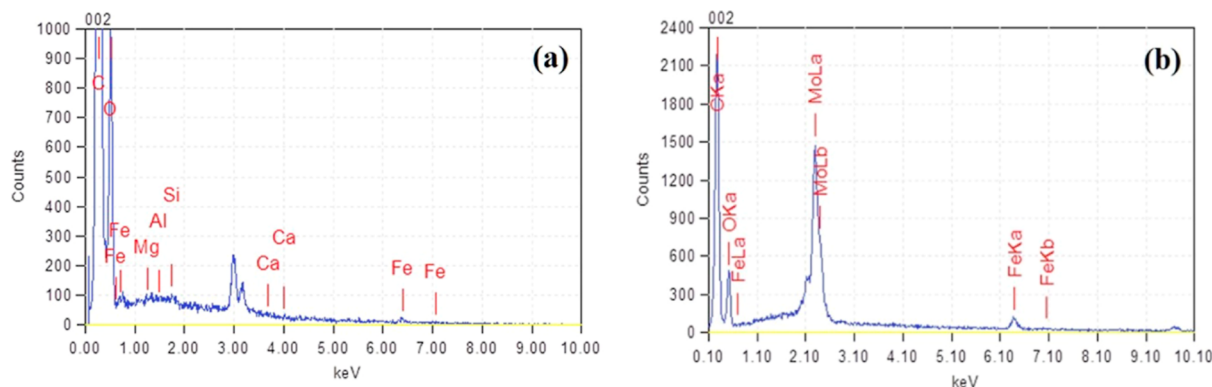 002
(a)
1000
900
800
700
600
500
400
300
200
100
0
Counts
C
O
Fe
Fe
Mg
Al
Si
Ca
Ca
Fe
Fe
0.00 1.00 2.00 3.00 4.00 5.00 6.00 7.00 8.00 9.00 10.00
keV
002
(b)
2400
2100
1800
1500
1200
900
600
300
0
Counts
CKa
OKa
FeLa
MoLa
MoLb
FeKa
FeKb
0.10 1.10 2.10 3.10 4.10 5.10 6.10 7.10 8.10 9.10 10.10
keV